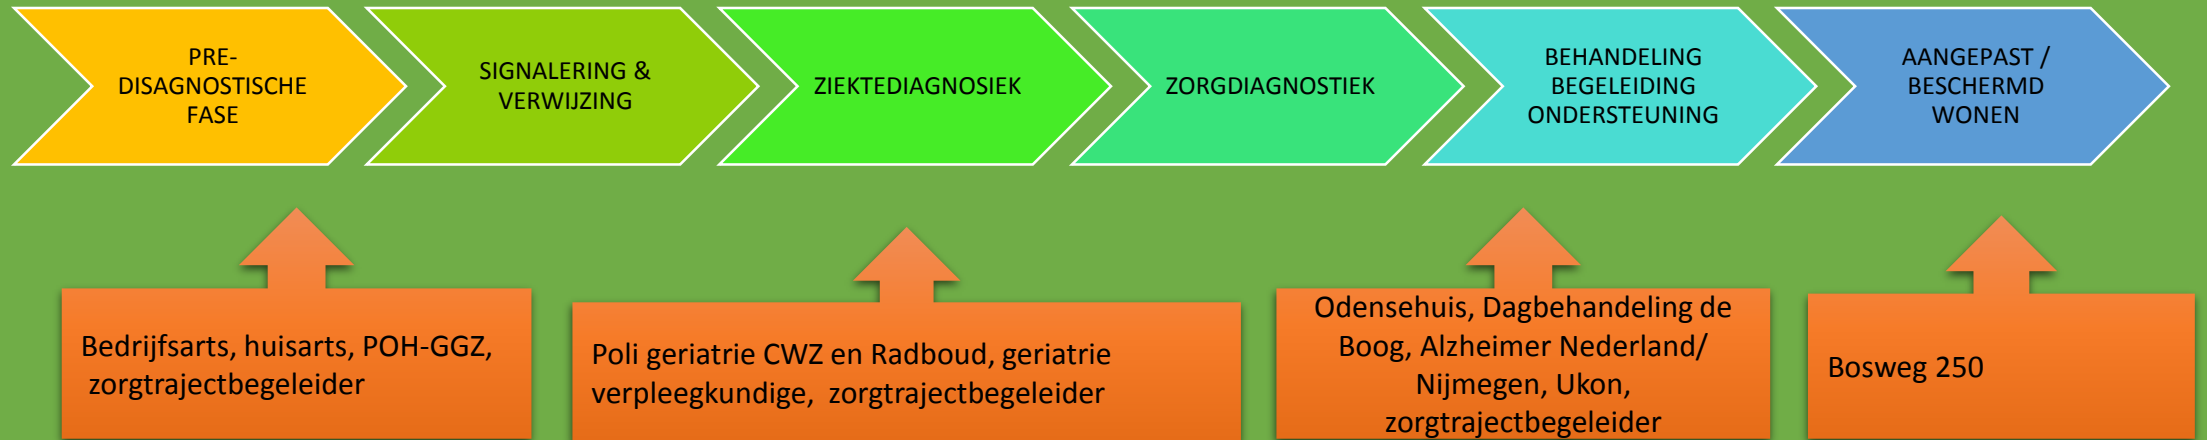 PRE-
DISAGNOSTISCHE
FASE
SIGNALERING &
VERWIJZING
ZIEKTEDIAGNOSIEK
ZORGDIAGNOSTIEK
BEHANDELING
BEGELEIDING
ONDERSTEUNING
AANGEPAST /
BESCHERMD
WONEN
Bedrijfsarts, huisarts, POH-GGZ,
zorgtrajectbegeleider
Poli geriatrie CWZ en Radboud, geriatrie
verpleegkundige, zorgtrajectbegeleider
Odensehuis, Dagbehandeling de
Boog, Alzheimer Nederland/
Nijmegen, Ukon,
zorgtrajectbegeleider
Bosweg 250